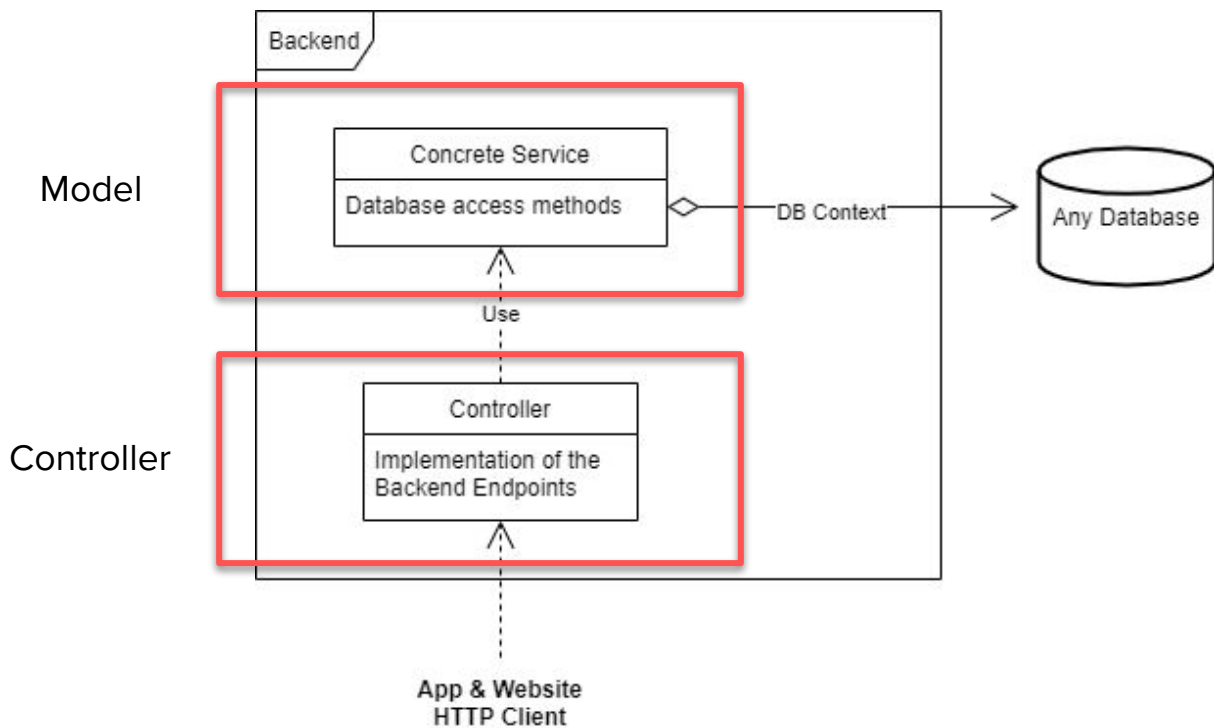 Backend
Model
Concrete Service
Database access methods
DB Context
Any Database
Use
Controller
Controller
Implementation of the
Backend Endpoints
App & Website
HTTP Client